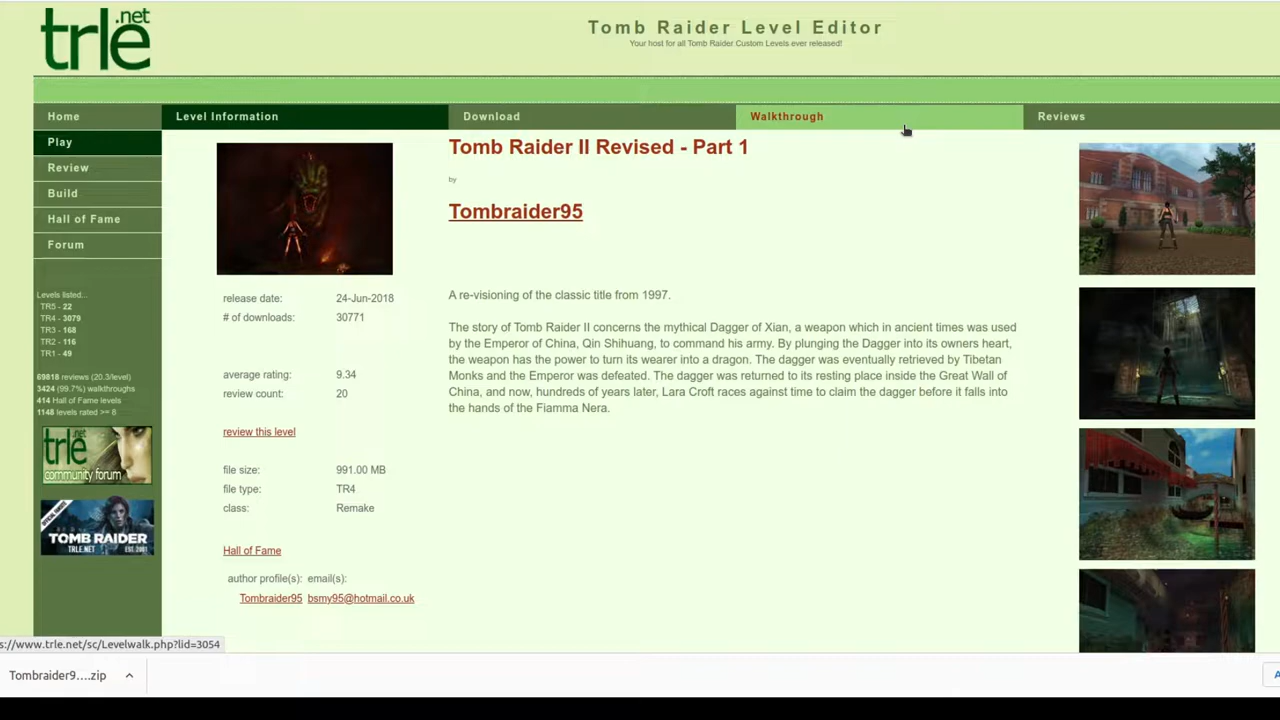 .net
trle
Tomb Raider Level Editor
Your host for all Tomb Raider Custom Levels ever released!
Home
Level Information
Download
Walkthrough
Reviews
Play
Review
Build
Hall of Fame
Forum
Levels listed...
TR5 - 22
TR4 - 3079
TR3 - 168
TR2 - 116
TR1 - 49
69818 reviews (20.3/level)
3424 (99.7%) walkthroughs
414 Hall of Fame levels
1148 levels rated >= 8
.net
trle
community forum
TOMB RAIDER
TRLE.NET EST. 2001
Tomb Raider II Revised - Part 1
by
Tombraider95
release date: 24-Jun-2018
# of downloads: 30771
average rating: 9.34
review count: 20
review this level
file size: 991.00 MB
file type: TR4
class: Remake
Hall of Fame
author profile(s): email(s):
Tombraider95 bsmy95@hotmail.co.uk
A re-visioning of the classic title from 1997.
The story of Tomb Raider II concerns the mythical Dagger of Xian, a weapon which in ancient times was used
by the Emperor of China, Qin Shihuang, to command his army. By plunging the Dagger into its owners heart,
the weapon has the power to turn its wearer into a dragon. The dagger was eventually retrieved by Tibetan
Monks and the Emperor was defeated. The dagger was returned to its resting place inside the Great Wall of
China, and now, hundreds of years later, Lara Croft races against time to claim the dagger before it falls into
the hands of the Fiamma Nera.
s://www.trle.net/sc/Levelwalk.php?lid=3054
Tombraider9....zip